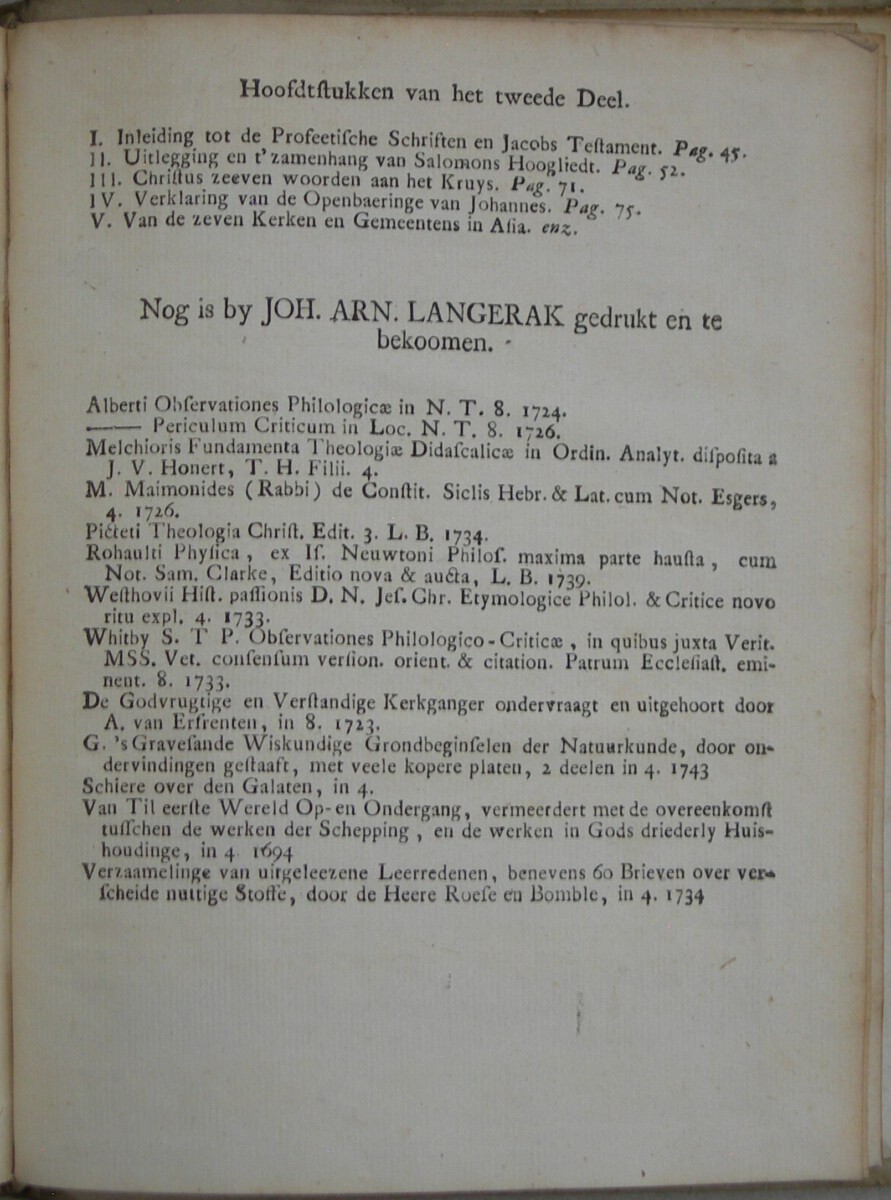 Hoofdtſtukken van het tweede Deel.
I. Inleiding tot de Profeetiſche Schriften en Jacobs Teſtament. Pag. 45.
II. Uitlegging en t'zamenhang van Salomons Hoogliedt. Pag. 52.
III. Chriſtus zeeven woorden aan het Kruys. Pag. 71.
IV. Verklaring van de Openbaeringe van Johannes. Pag. 75.
V. Van de zeven Kerken en Gemeentens in Aſia. enz.
Nog is by JOH. ARN. LANGERAK gedrukt en te
bekoomen.
Alberti Obſervationes Philologicæ in N. T. 8. 1724.
—— Periculum Criticum in Loc. N. T. 8. 1726.
Melchioris Fundamenta Theologiæ Didaſcalicæ in Ordin. Analyt. diſpoſita a
J. V. Honert, T. H. Filii. 4.
M. Maimonides (Rabbi) de Conſtit. Siclis Hebr. & Lat. cum Not. Esgers,
4. 1726.
Picteti Theologia Chriſt. Edit. 3. L. B. 1734.
Rohaulti Phyſica, ex Iſ. Neuwtoni Philoſ. maxima parte hauſta, cum
Not. Sam. Clarke, Editio nova & aucta, L. B. 1739.
Weſthovii Hiſt. paſſionis D. N. Jeſ. Chr. Etymologice Philol. & Critice novo
ritu expl. 4. 1733.
Whitby S. T P. Obſervationes Philologico-Criticæ, in quibus juxta Verit.
MSS. Vet. conſenſum verſion. orient. & citation. Patrum Eccleſiaſt. emi-
nent. 8. 1733.
De Godvrugtige en Verſtandige Kerkganger ondervraagt en uitgehoort door
A. van Erſrenten, in 8. 1723.
G. 's Graveſande Wiskundige Grondbeginſelen der Natuurkunde, door on-
dervindingen geſtaaft, met veele kopere platen, 2 deelen in 4. 1743
Schiere over den Galaten, in 4.
Van Til eerſte Wereld Op- en Ondergang, vermeerdert met de overeenkomſt
tuſſchen de werken der Schepping, en de werken in Gods driederly Huis-
houdinge, in 4. 1694
Verzaamelinge van uitgeleezene Leerredenen, benevens 60 Brieven over ver-
ſcheide nuttige Stoffe, door de Heere Roeſe en Bomble, in 4. 1734